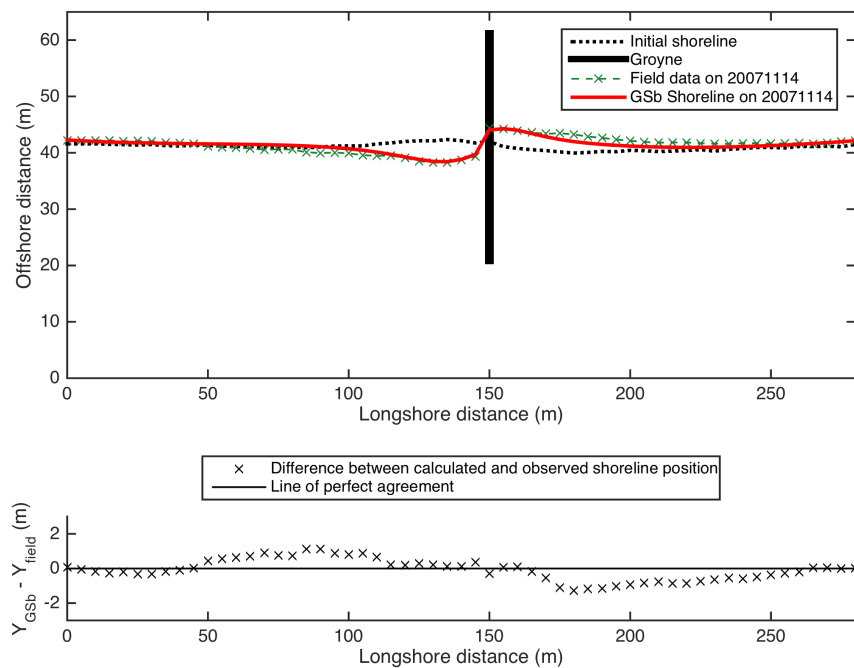 60
50
40
30
20
10
0
Offshore distance (m)
Initial shoreline
Groyne
Field data on 20071114
GSb Shoreline on 20071114
0 50 100 150 200 250
Longshore distance (m)
Difference between calculated and observed shoreline position
Line of perfect agreement
2
0
-2
Y_GSb - Y_field (m)
0 50 100 150 200 250
Longshore distance (m)